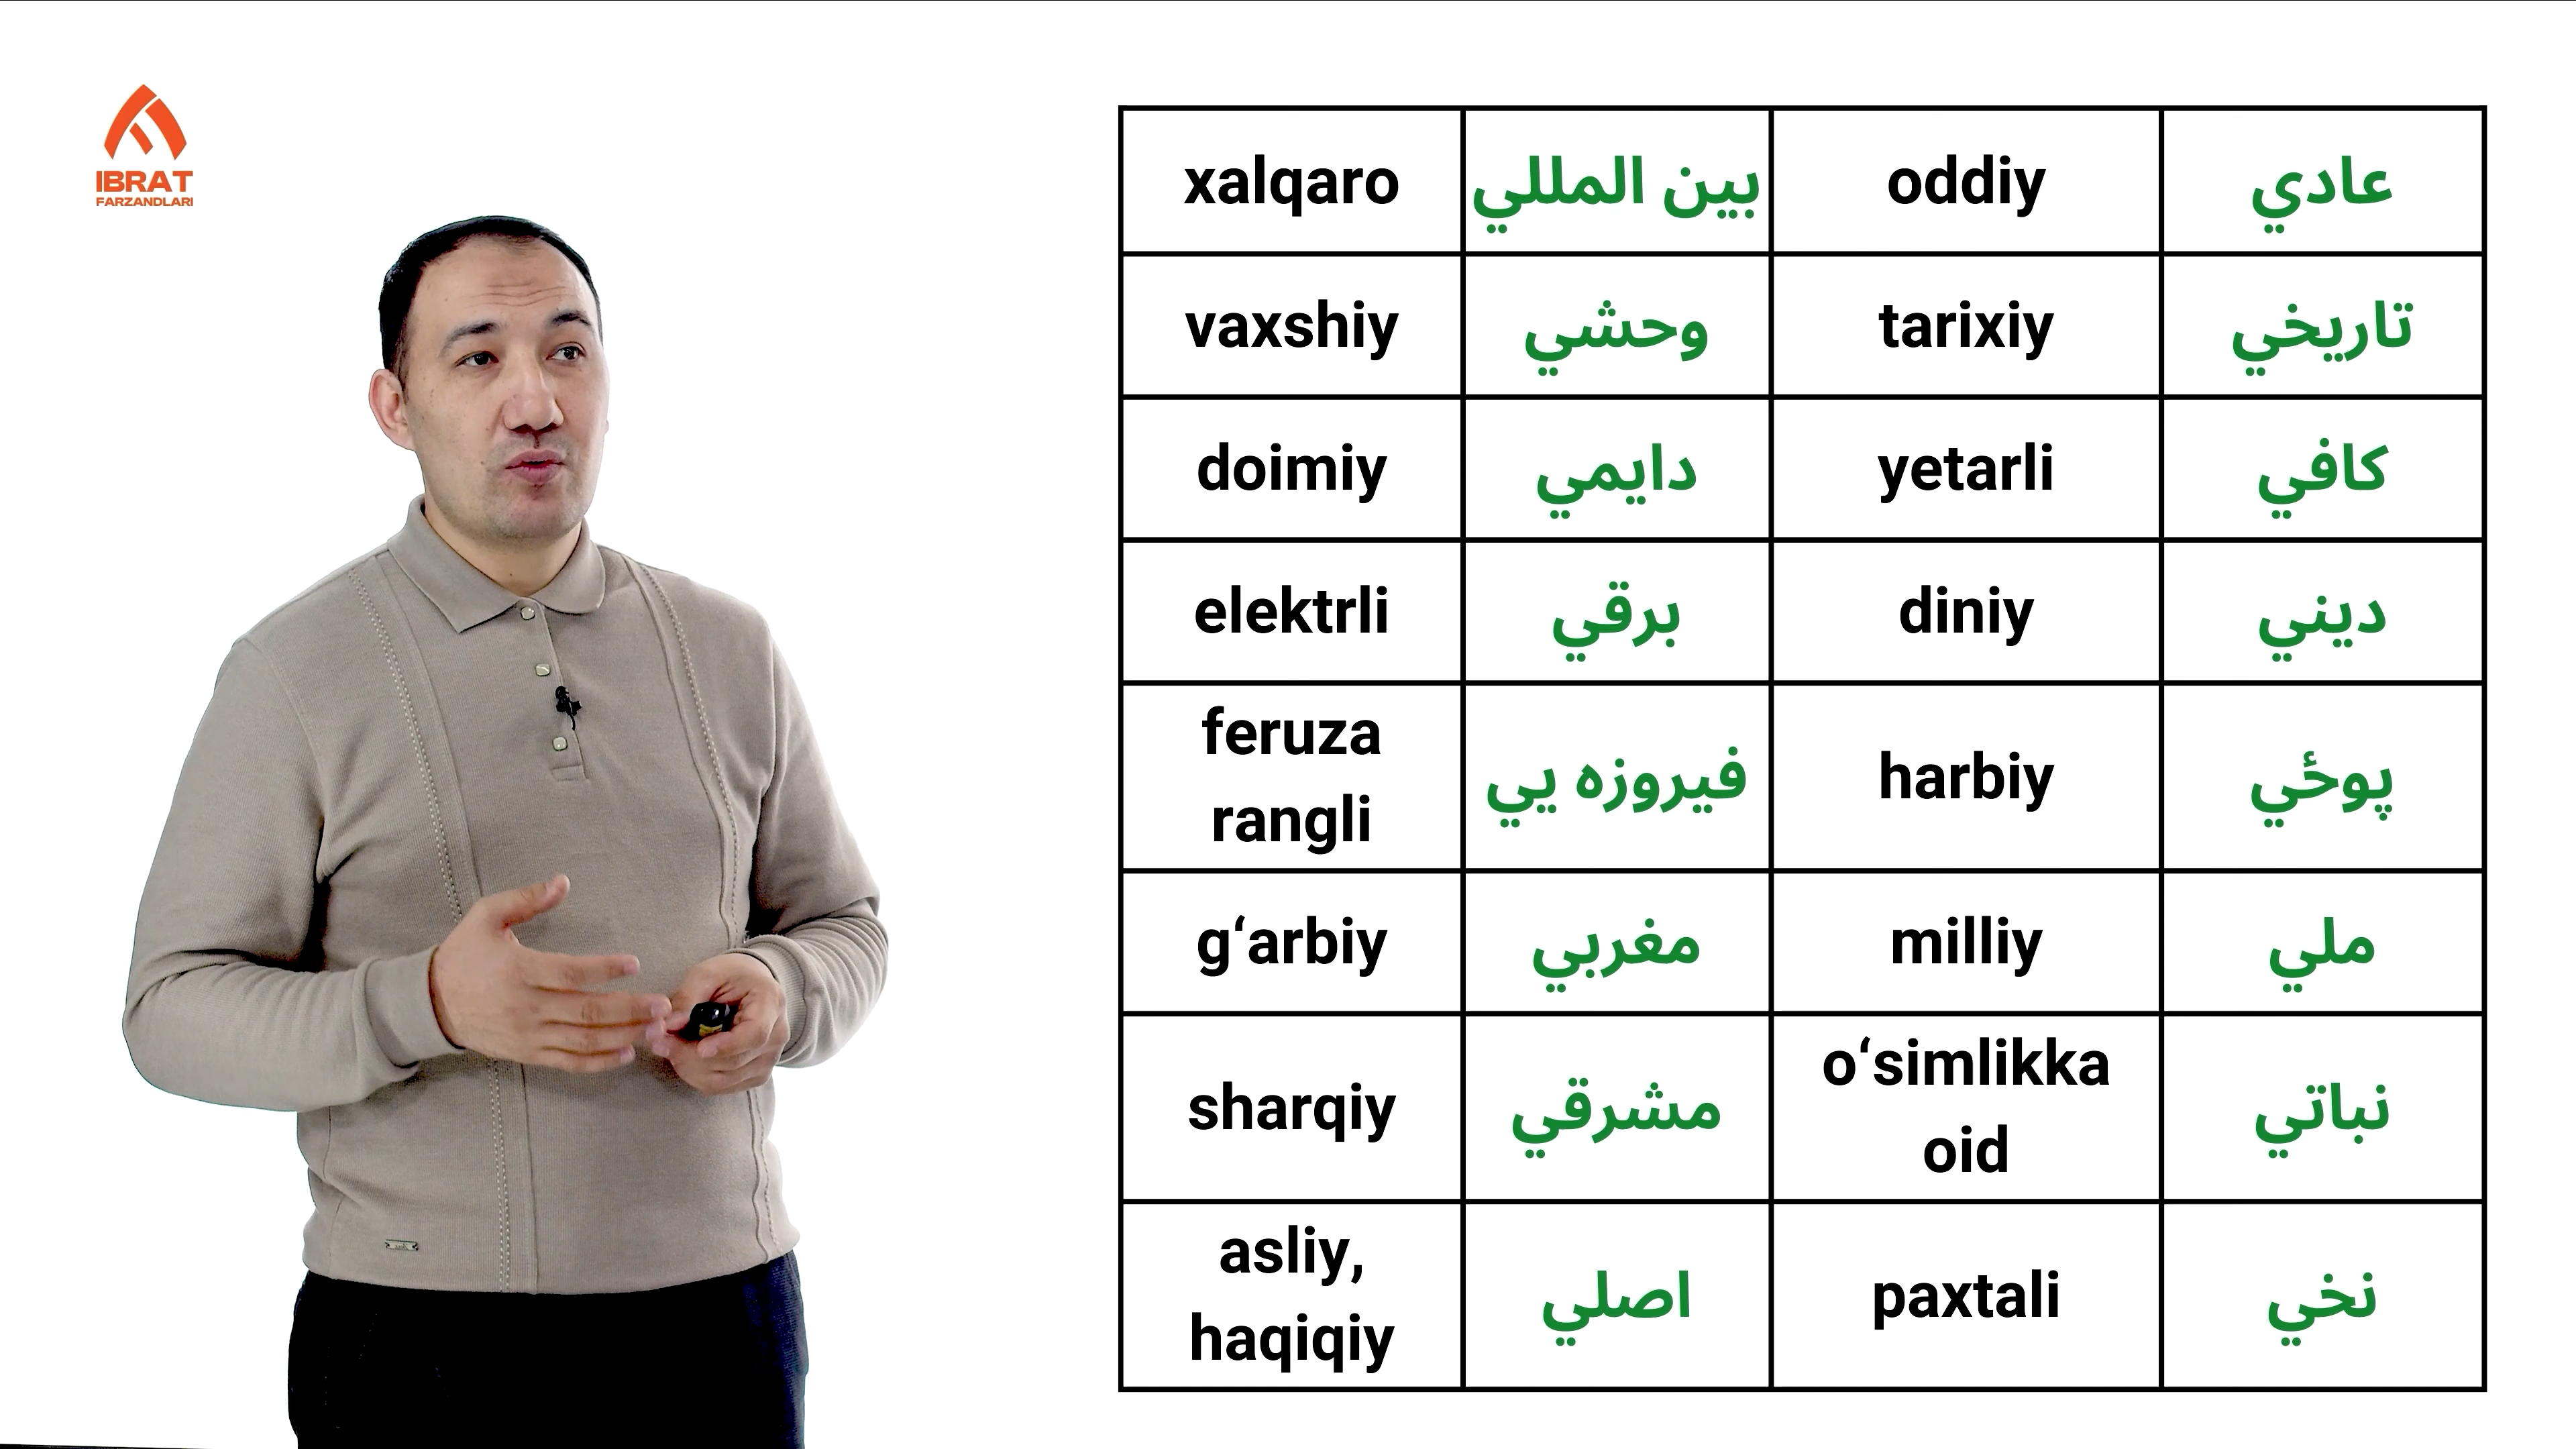 IBRAT
FARZANDLARI
xalqaro
بين المللي
oddiy
عادي
vaxshiy
وحشي
tarixiy
تاريخي
doimiy
دايمي
yetarli
كافي
elektrli
برقي
diniy
ديني
feruza
rangli
فيروزه يي
harbiy
پوځي
g‘arbiy
مغربي
milliy
ملي
sharqiy
مشرقي
o‘simlikka
oid
نباتي
asliy,
haqiqiy
اصلي
paxtali
نخي